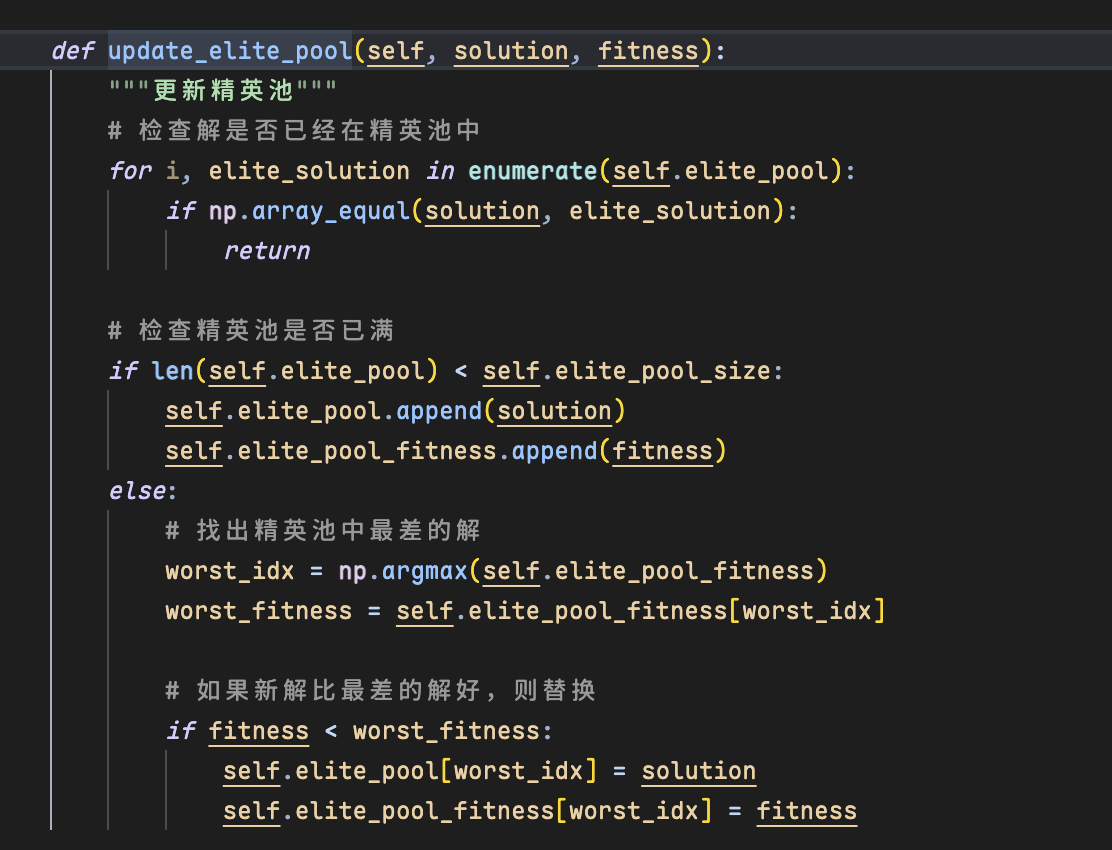 def update_elite_pool(self, solution, fitness):
    """更新精英池"""
    # 检查解是否已经在精英池中
    for i, elite_solution in enumerate(self.elite_pool):
        if np.array_equal(solution, elite_solution):
            return

    # 检查精英池是否已满
    if len(self.elite_pool) < self.elite_pool_size:
        self.elite_pool.append(solution)
        self.elite_pool_fitness.append(fitness)
    else:
        # 找出精英池中最差的解
        worst_idx = np.argmax(self.elite_pool_fitness)
        worst_fitness = self.elite_pool_fitness[worst_idx]

        # 如果新解比最差的解好，则替换
        if fitness < worst_fitness:
            self.elite_pool[worst_idx] = solution
            self.elite_pool_fitness[worst_idx] = fitness